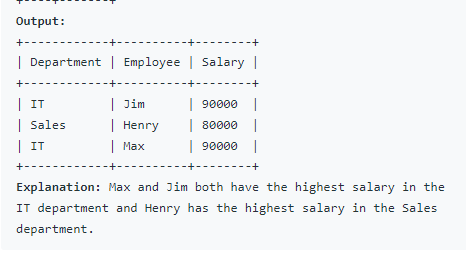 Output:
+------------+----------+--------+
| Department | Employee | Salary |
+------------+----------+--------+
| IT         | Jim      | 90000  |
| Sales      | Henry    | 80000  |
| IT         | Max      | 90000  |
+------------+----------+--------+
Explanation: Max and Jim both have the highest salary in the
IT department and Henry has the highest salary in the Sales
department.